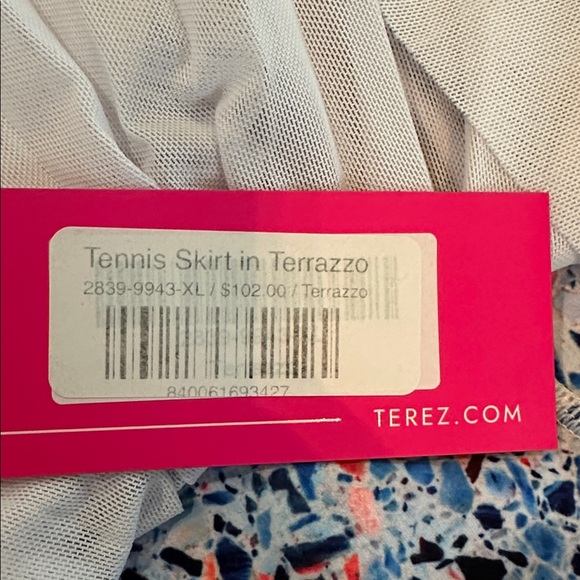 Tennis Skirt in Terrazzo
2839-9943-XL / $102.00 / Terrazzo
840061693427
TEREZ.COM